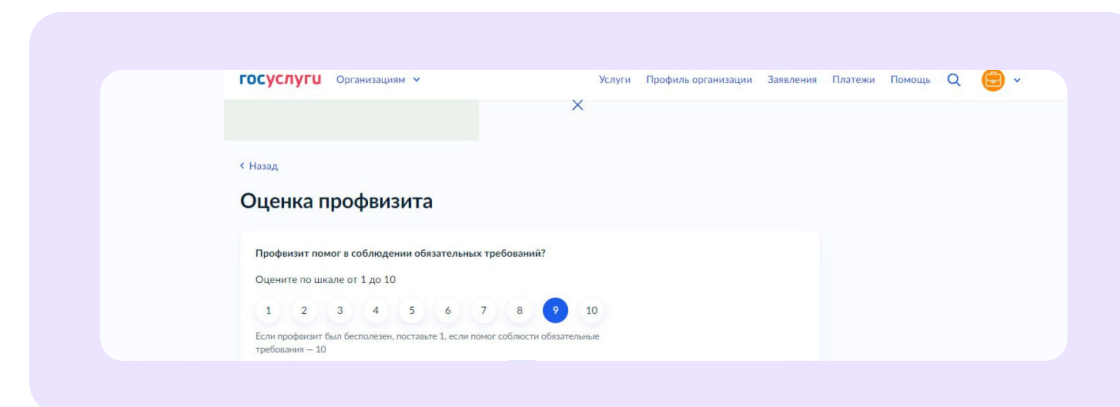 госуслуги Организациям Услуги Профиль организации Заявления Платежи Помощь
Назад
Оценка профвизита
Профвизит помог в соблюдении обязательных требований?
Оцените по шкале от 1 до 10
1 2 3 4 5 6 7 8 9 10
Если профвизит был бесполезен, поставьте 1, если помог соблюсти обязательные
требования — 10